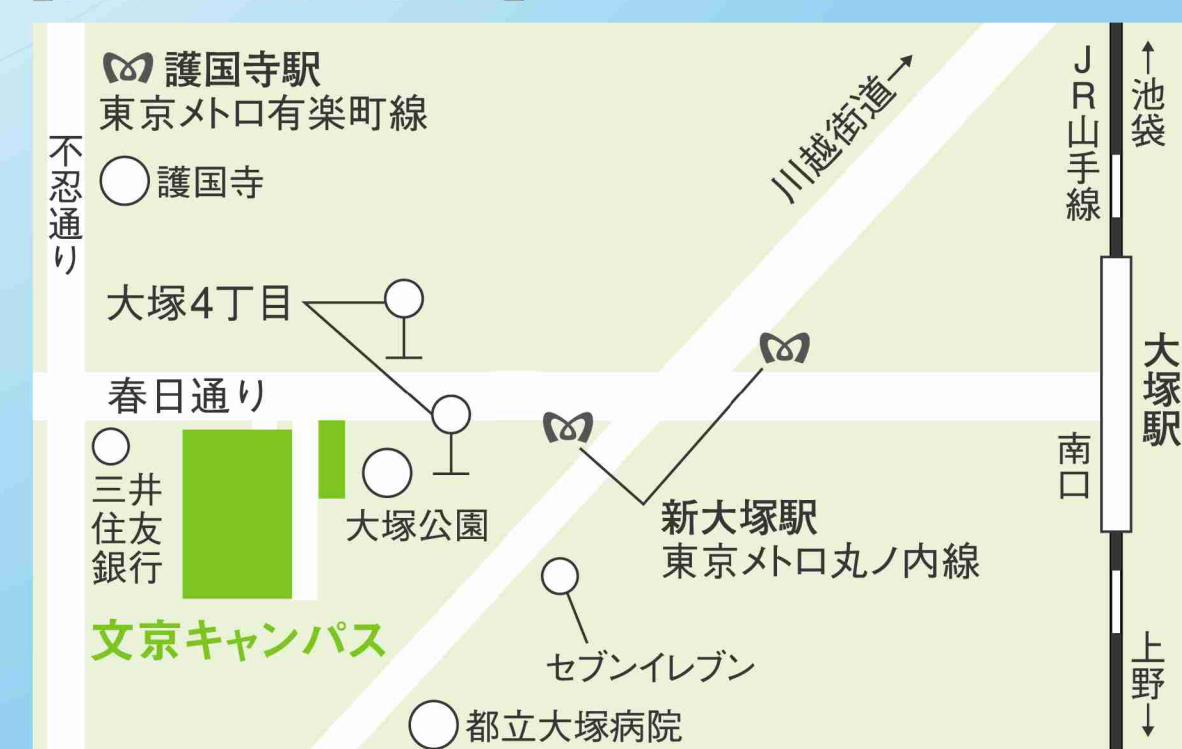 護国寺駅
東京メトロ有楽町線
護国寺
不忍通り
川越街道→
JR山手線
↑池袋
大塚4丁目
春日通り
大塚駅
南口
三井
住友
銀行
大塚公園
新大塚駅
東京メトロ丸ノ内線
文京キャンパス
セブンイレブン
上野↓
都立大塚病院